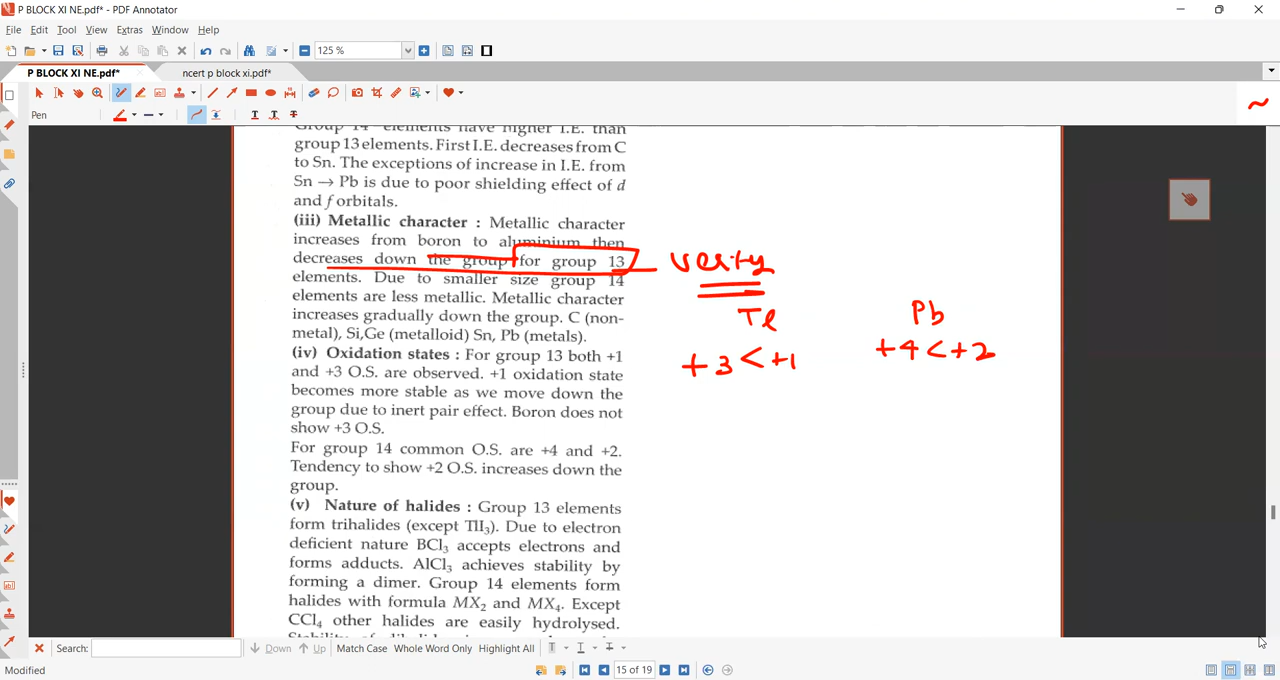 P BLOCK XI NE.pdf* - PDF Annotator
File Edit Tool View Extras Window Help
125 %
P BLOCK XI NE.pdf* ncert p block xi.pdf*
Pen
Group 14 elements have higher I.E. than
group 13 elements. First I.E. decreases from C
to Sn. The exceptions of increase in I.E. from
Sn → Pb is due to poor shielding effect of d
and f orbitals.
(iii) Metallic character : Metallic character
increases from boron to aluminium then
decreases down the group for group 13
elements. Due to smaller size group 14
elements are less metallic. Metallic character
increases gradually down the group. C (non-
metal), Si,Ge (metalloid) Sn, Pb (metals).
(iv) Oxidation states : For group 13 both +1
and +3 O.S. are observed. +1 oxidation state
becomes more stable as we move down the
group due to inert pair effect. Boron does not
show +3 O.S.
For group 14 common O.S. are +4 and +2.
Tendency to show +2 O.S. increases down the
group.
(v) Nature of halides : Group 13 elements
form trihalides (except TlI₃). Due to electron
deficient nature BCl₃ accepts electrons and
forms adducts. AlCl₃ achieves stability by
forming a dimer. Group 14 elements form
halides with formula MX₂ and MX₄. Except
CCl₄ other halides are easily hydrolysed.
verity
Tl
+3 < +1
Pb
+4 < +2
Search: Down Up Match Case Whole Word Only Highlight All
Modified
15 of 19